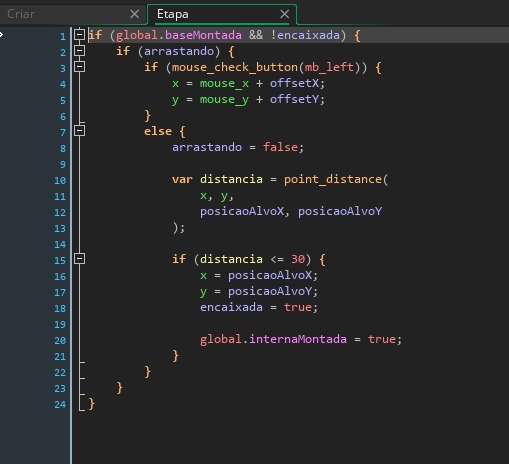 Criar
Etapa
1 if (global.baseMontada && !encaixada) {
2 if (arrastando) {
3 if (mouse_check_button(mb_left)) {
4 x = mouse_x + offsetX;
5 y = mouse_y + offsetY;
6 }
7 else {
8 arrastando = false;
9
10 var distancia = point_distance(
11 x, y,
12 posicaoAlvoX, posicaoAlvoY
13 );
14
15 if (distancia <= 30) {
16 x = posicaoAlvoX;
17 y = posicaoAlvoY;
18 encaixada = true;
19
20 global.internaMontada = true;
21 }
22 }
23 }
24 }